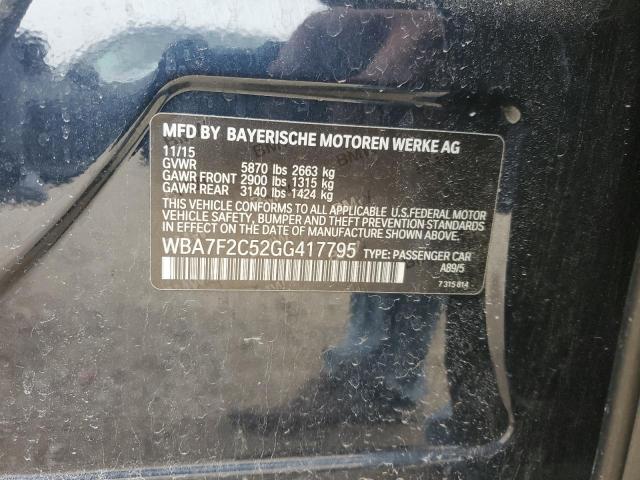 MFD BY BAYERISCHE MOTOREN WERKE AG
11/15
GVWR 5870 lbs 2663 kg
GAWR FRONT 2900 lbs 1315 kg
GAWR REAR 3140 lbs 1424 kg
THIS VEHICLE CONFORMS TO ALL APPLICABLE U.S. FEDERAL MOTOR
VEHICLE SAFETY, BUMPER AND THEFT PREVENTION
STANDARDS IN EFFECT ON THE DATE OF MANUFACTURE SHOWN ABOVE.
WBA7F2C52GG417795 TYPE: PASSENGER CAR
A89/5
7 315 814